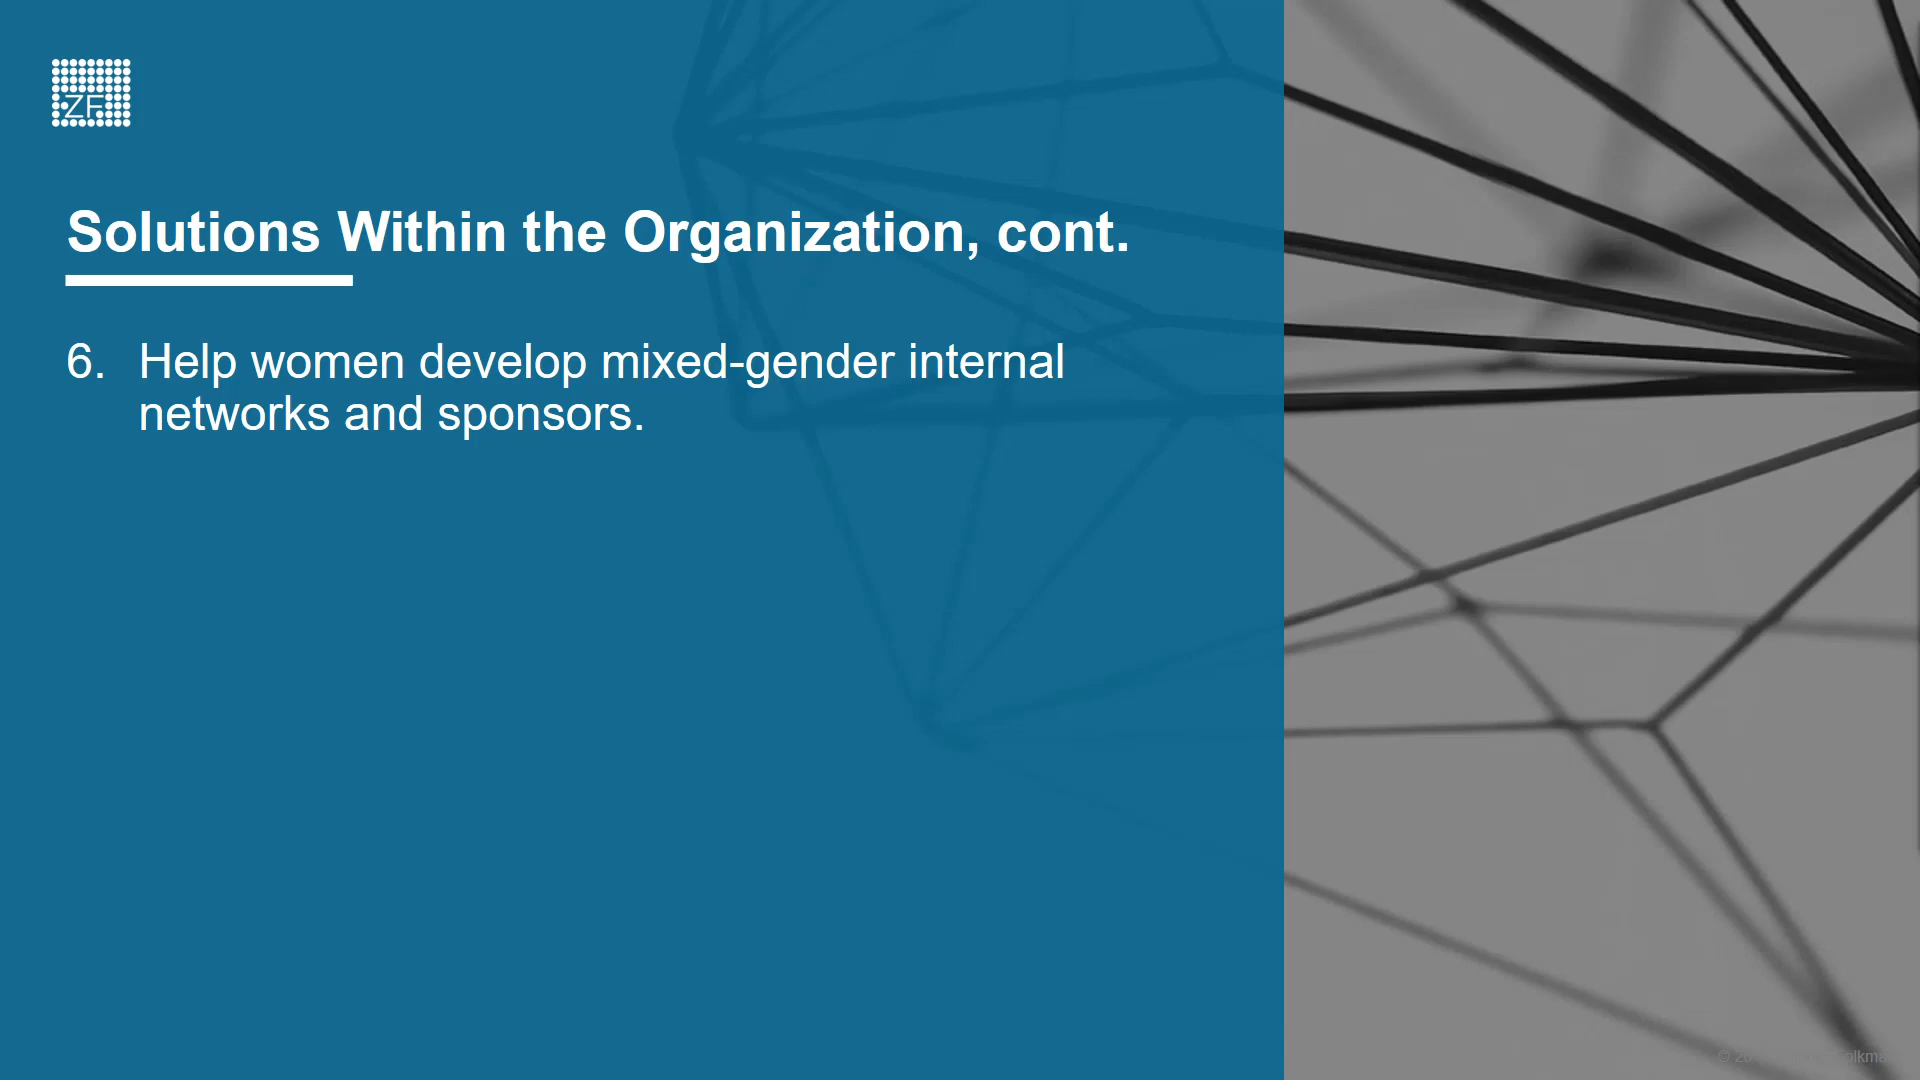 ZF
Solutions Within the Organization, cont.
6. Help women develop mixed-gender internal
networks and sponsors.